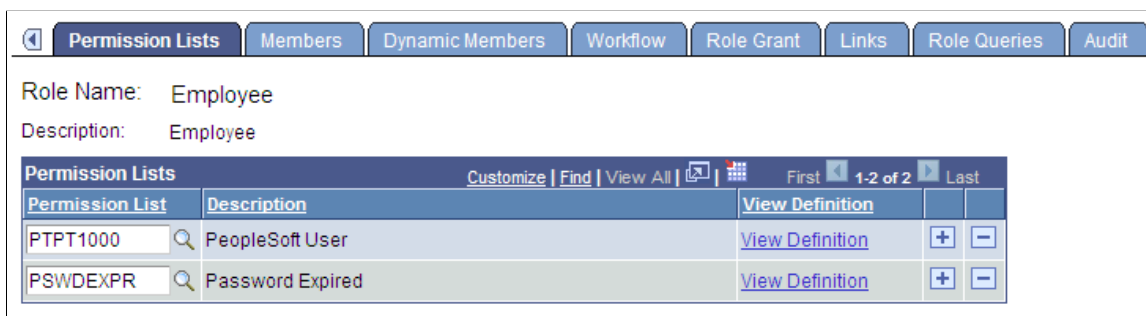 Permission Lists Members Dynamic Members Workflow Role Grant Links Role Queries Audit
Role Name: Employee
Description: Employee
Permission Lists Customize | Find | View All | | First 1-2 of 2 Last
Permission List Description View Definition
PTPT1000 PeopleSoft User View Definition
PSWDEXPR Password Expired View Definition